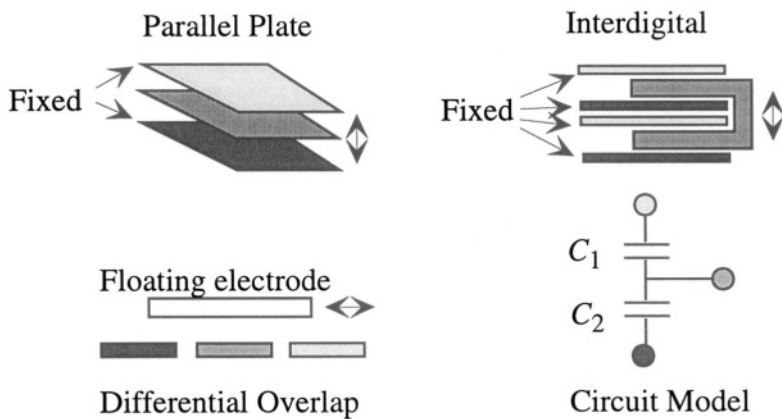 Parallel Plate
Interdigital
Fixed
Fixed
C₁
Floating electrode
C₂
Differential Overlap
Circuit Model